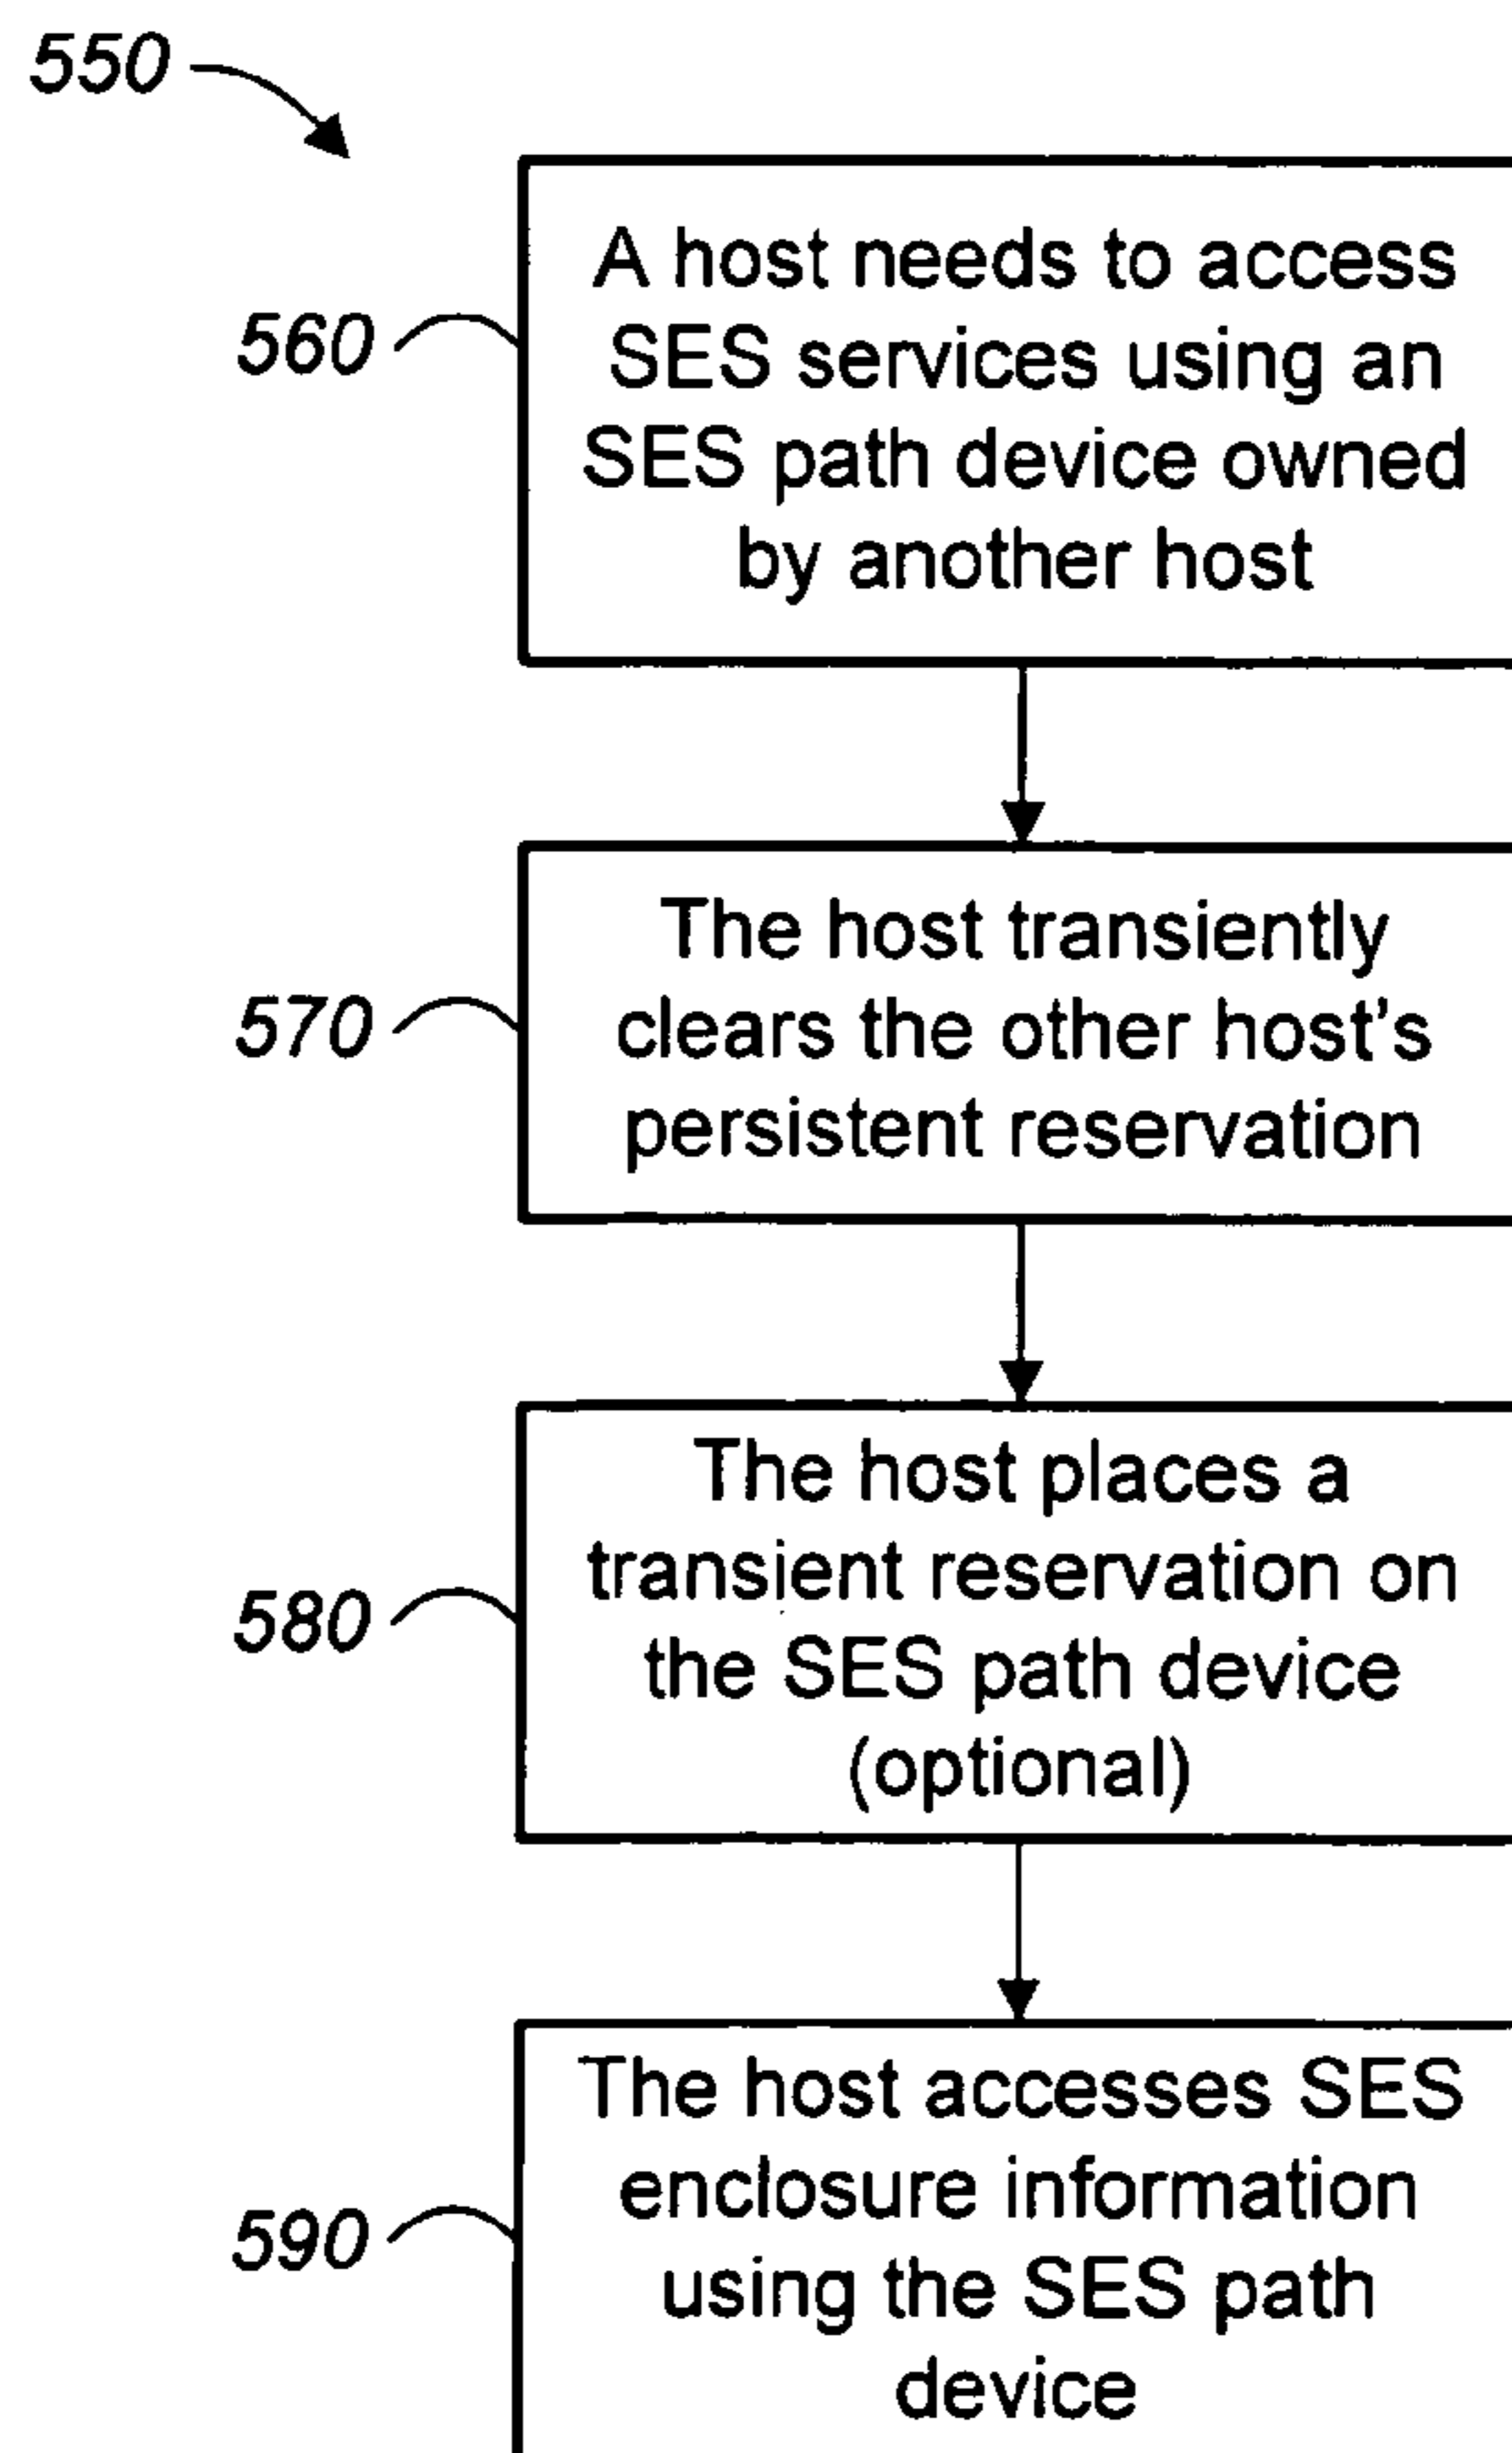 550
560
A host needs to access
SES services using an
SES path device owned
by another host
570
The host transiently
clears the other host's
persistent reservation
580
The host places a
transient reservation on
the SES path device
(optional)
590
The host accesses SES
enclosure information
using the SES path
device